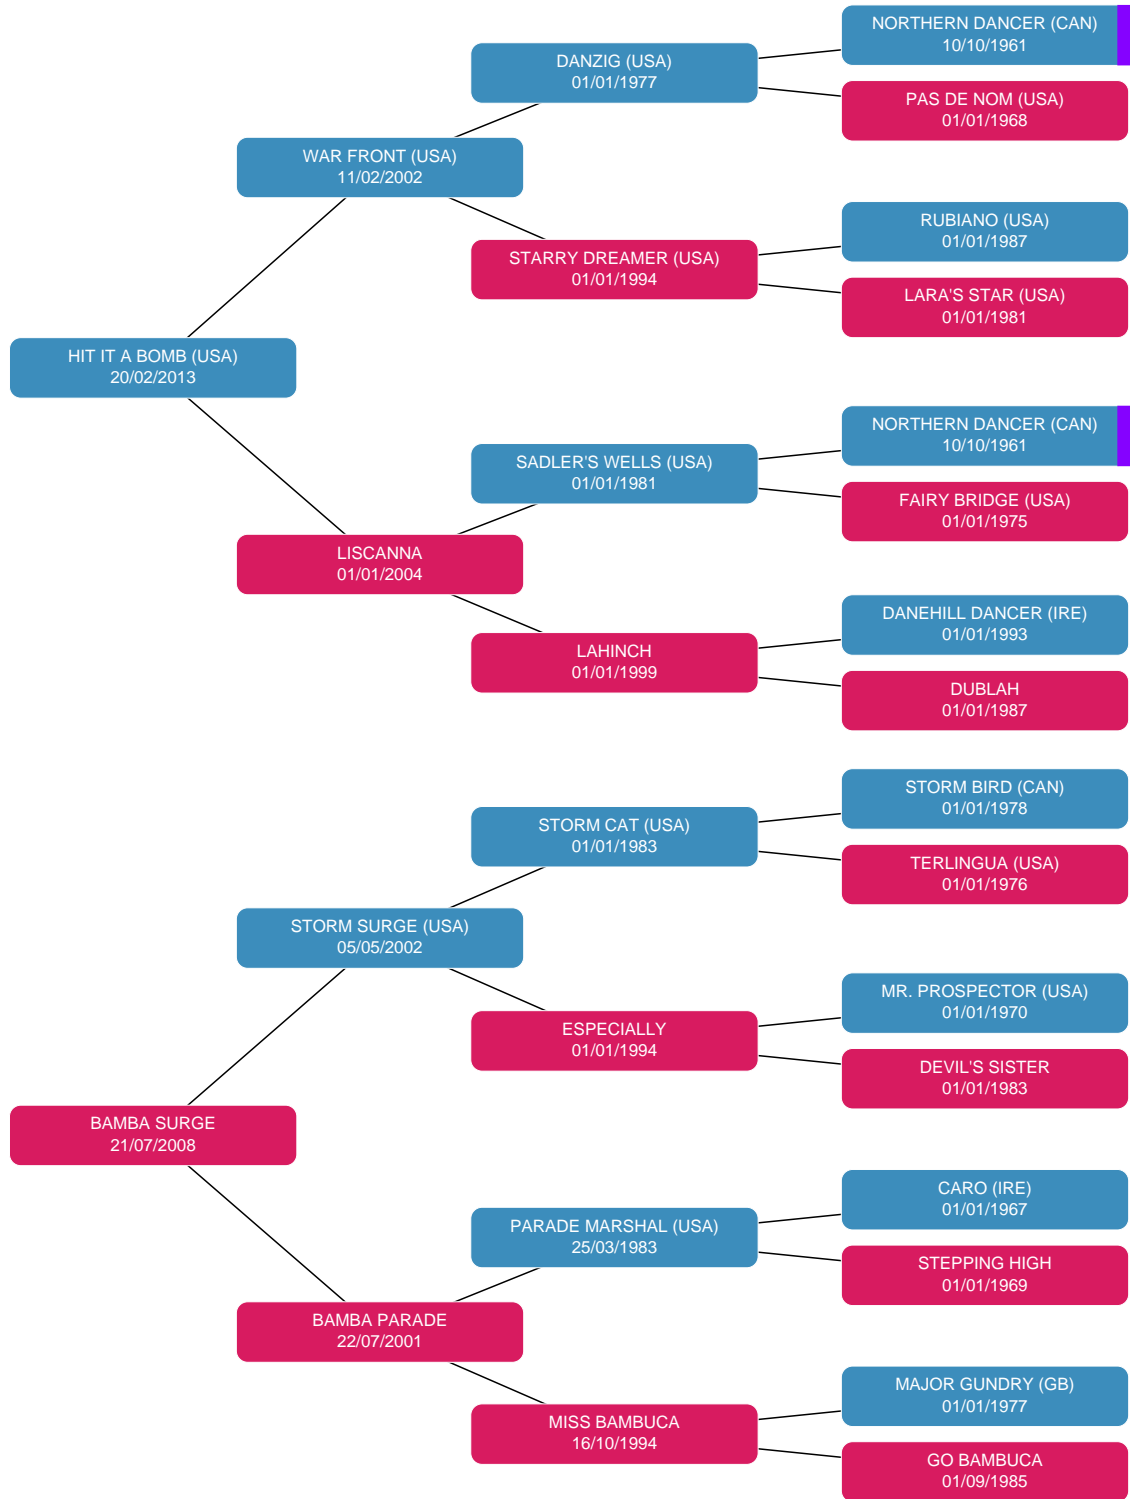 NORTHERN DANCER (CAN)
10/10/1961
DANZIG (USA)
01/01/1977
PAS DE NOM (USA)
01/01/1968
WAR FRONT (USA)
11/02/2002
RUBIANO (USA)
01/01/1987
STARRY DREAMER (USA)
01/01/1994
LARA'S STAR (USA)
01/01/1981
HIT IT A BOMB (USA)
20/02/2013
NORTHERN DANCER (CAN)
10/10/1961
SADLER'S WELLS (USA)
01/01/1981
FAIRY BRIDGE (USA)
01/01/1975
LISCANNA
01/01/2004
DANEHILL DANCER (IRE)
01/01/1993
LAHINCH
01/01/1999
DUBLAH
01/01/1987
STORM BIRD (CAN)
01/01/1978
STORM CAT (USA)
01/01/1983
TERLINGUA (USA)
01/01/1976
STORM SURGE (USA)
05/05/2002
MR. PROSPECTOR (USA)
01/01/1970
ESPECIALLY
01/01/1994
DEVIL'S SISTER
01/01/1983
BAMBA SURGE
21/07/2008
CARO (IRE)
01/01/1967
PARADE MARSHAL (USA)
25/03/1983
STEPPING HIGH
01/01/1969
BAMBA PARADE
22/07/2001
MAJOR GUNDRY (GB)
01/01/1977
MISS BAMBUCA
16/10/1994
GO BAMBUCA
01/09/1985